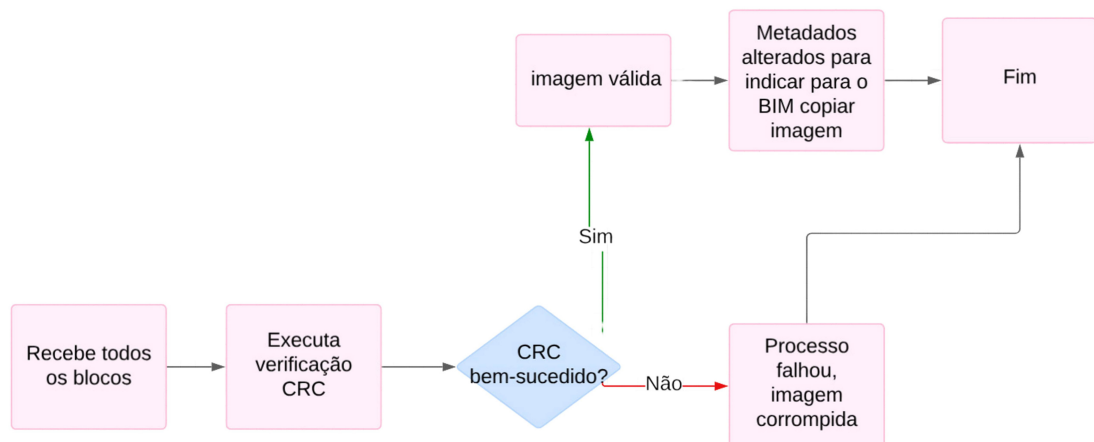 Recebe todos
os blocos
Executa
verificação
CRC
CRC
bem-sucedido?
Sim
imagem válida
Metadados
alterados para
indicar para o
BIM copiar
imagem
Fim
Não
Processo
falhou,
imagem
corrompida